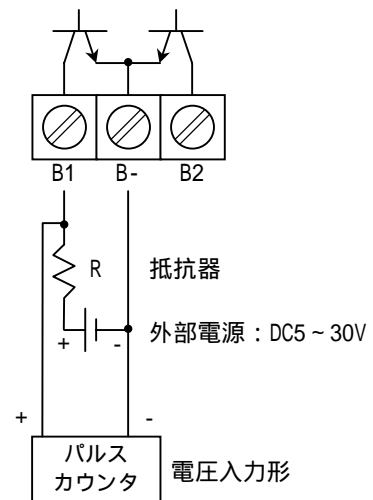 B1 B- B2
R 抵抗器
+ - 外部電源：DC5～30V
+ -
パルス
カウンタ 電圧入力形